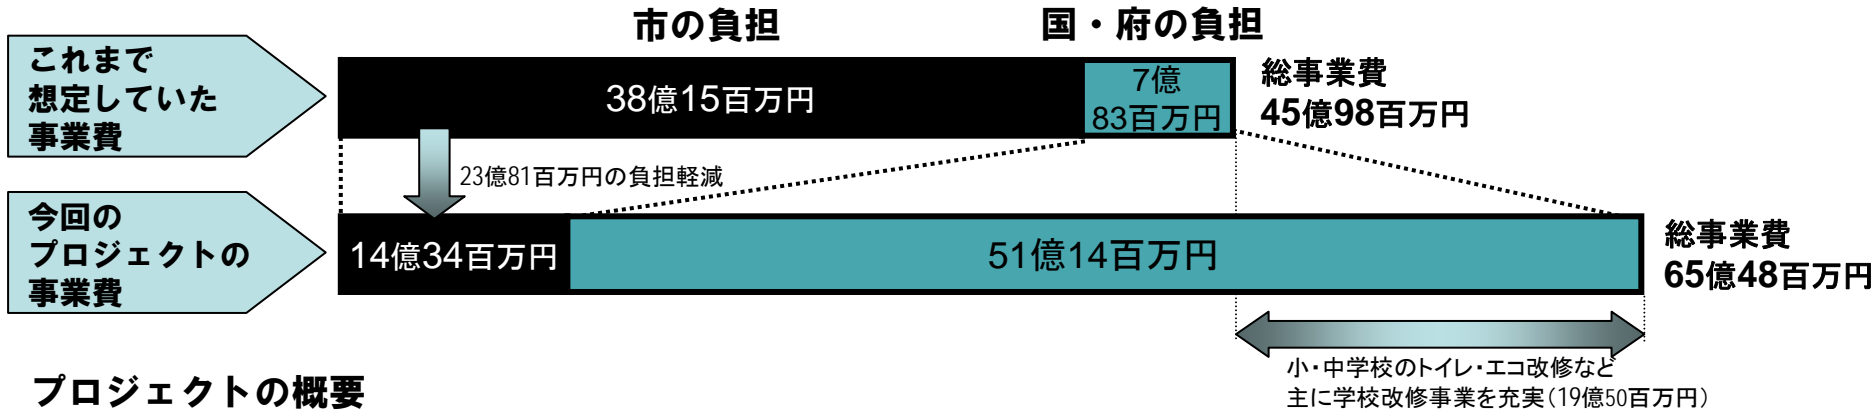 市の負担
国・府の負担
これまで
想定していた
事業費
38億15百万円
7億
83百万円
総事業費
45億98百万円
23億81百万円の負担軽減
今回の
プロジェクトの
事業費
14億34百万円
51億14百万円
総事業費
65億48百万円
小・中学校のトイレ・エコ改修など
主に学校改修事業を充実(19億50百万円)
プロジェクトの概要